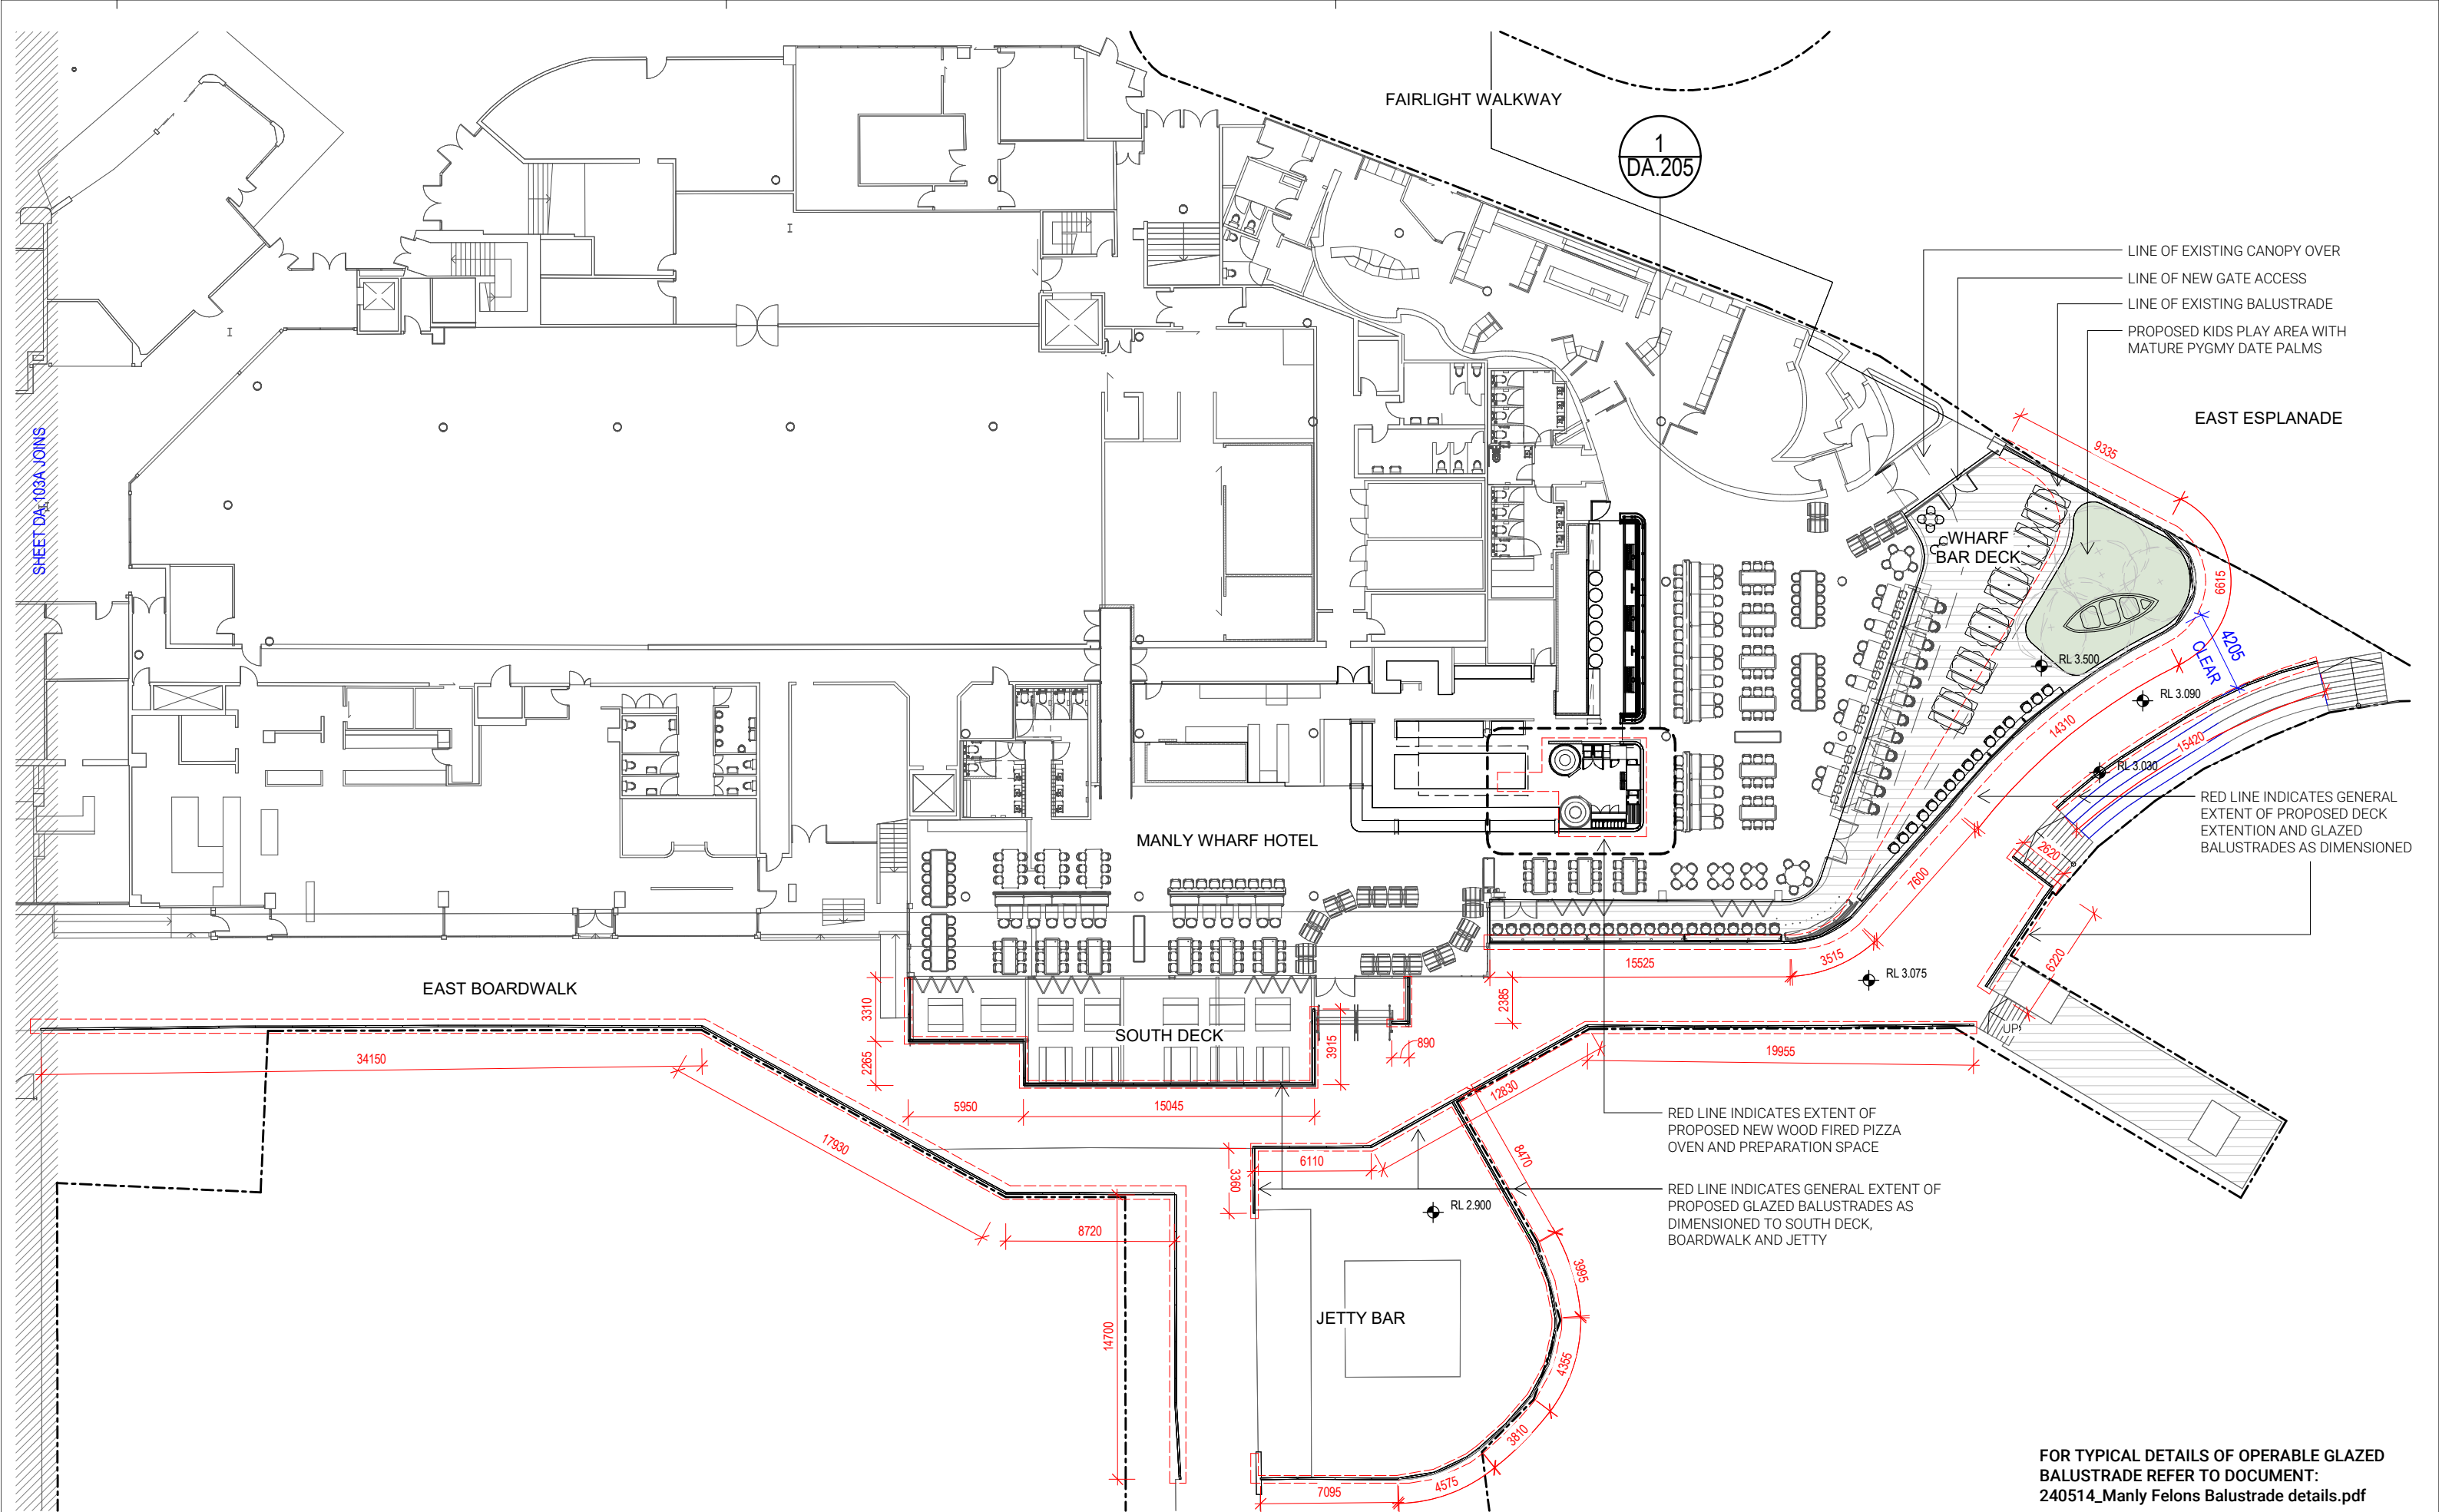 FAIRLIGHT WALKWAY
1
DA.205
LINE OF EXISTING CANOPY OVER
LINE OF NEW GATE ACCESS
LINE OF EXISTING BALUSTRADE
PROPOSED KIDS PLAY AREA WITH
MATURE PYGMY DATE PALMS
EAST ESPLANADE
9335
SHEET DA.103A JOINS
WHARF
BAR DECK
6615
4205
CLEAR
RL 3.500
RL 3.090
14310
15420
RL 3.030
RED LINE INDICATES GENERAL
EXTENT OF PROPOSED DECK
EXTENTION AND GLAZED
BALUSTRADES AS DIMENSIONED
MANLY WHARF HOTEL
2620
7600
15525
3515
6220
RL 3.075
EAST BOARDWALK
3310
2385
UP
SOUTH DECK
3915
890
2265
34150
19955
12830
5950
15045
RED LINE INDICATES EXTENT OF
PROPOSED NEW WOOD FIRED PIZZA
OVEN AND PREPARATION SPACE
17930
8470
6110
3360
RED LINE INDICATES GENERAL EXTENT OF
PROPOSED GLAZED BALUSTRADES AS
DIMENSIONED TO SOUTH DECK,
BOARDWALK AND JETTY
RL 2.900
8720
3995
JETTY BAR
14700
4355
3810
4575
7095
FOR TYPICAL DETAILS OF OPERABLE GLAZED
BALUSTRADE REFER TO DOCUMENT:
240514_Manly Felons Balustrade details.pdf